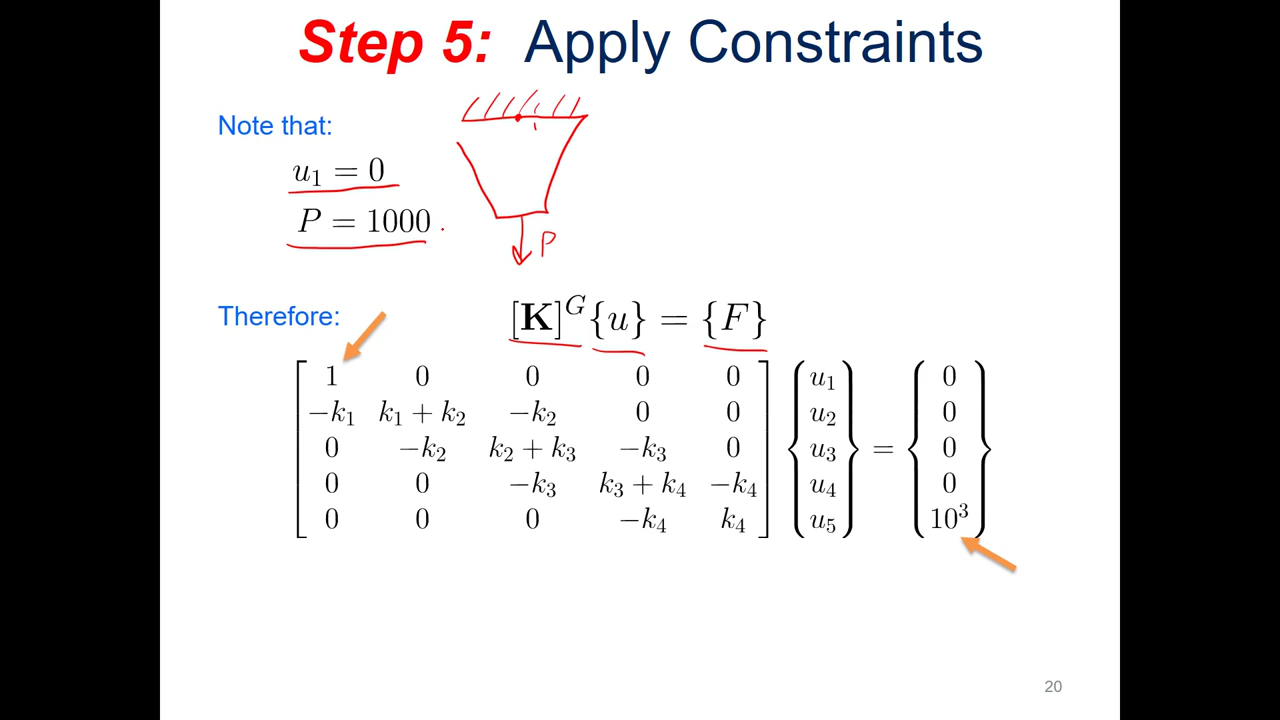 Step 5: Apply Constraints
Note that:
u₁ = 0
P = 1000
P
Therefore:
[K]ᴳ{u} = {F}
1 0 0 0 0 u₁ 0
−k₁ k₁ + k₂ −k₂ 0 0 u₂ 0
0 −k₂ k₂ + k₃ −k₃ 0 u₃ = 0
0 0 −k₃ k₃ + k₄ −k₄ u₄ 0
0 0 0 −k₄ k₄ u₅ 10³
20